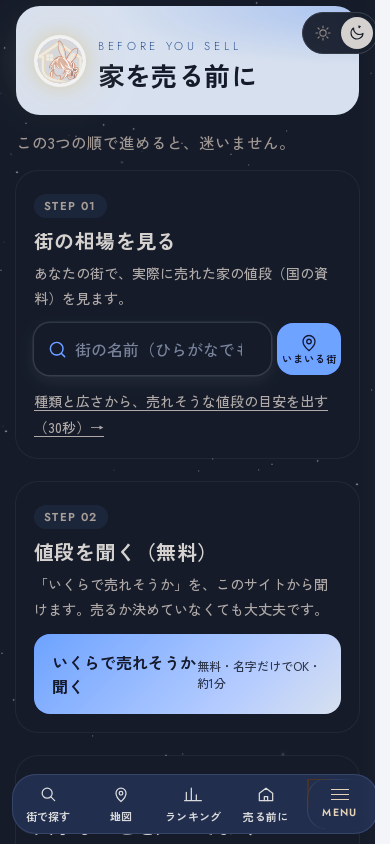 BEFORE YOU SELL
家を売る前に
この3つの順で進めると、迷いません。
STEP 01
街の相場を見る
あなたの街で、実際に売れた家の値段（国の資
料）を見ます。
街の名前（ひらがなで
いまいる街
種類と広さから、売れそうな値段の目安を出す
（30秒）→
STEP 02
値段を聞く（無料）
「いくらで売れそうか」を、このサイトから聞
けます。売るか決めていなくても大丈夫です。
いくらで売れそうか
聞く
無料・名字だけでOK・
約1分
街で探す
地図
ランキング
売る前に
MENU